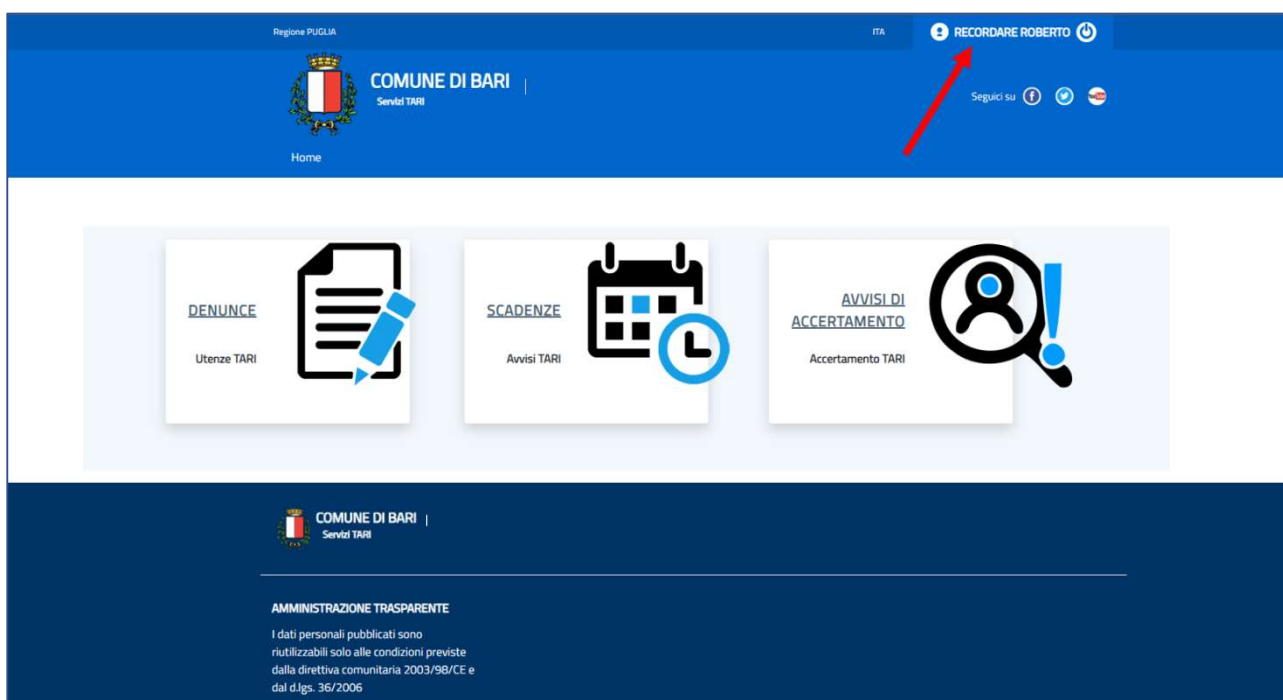 Regione PUGLIA
ITA
RECORDARE ROBERTO
COMUNE DI BARI
Servizi TARI
Seguici su
Home
DENUNCE
Utenze TARI
SCADENZE
Avvisi TARI
AVVISI DI
ACCERTAMENTO
Accertamento TARI
COMUNE DI BARI
Servizi TARI
AMMINISTRAZIONE TRASPARENTE
I dati personali pubblicati sono
riutilizzabili solo alle condizioni previste
dalla direttiva comunitaria 2003/98/CE e
dal d.lgs. 36/2006